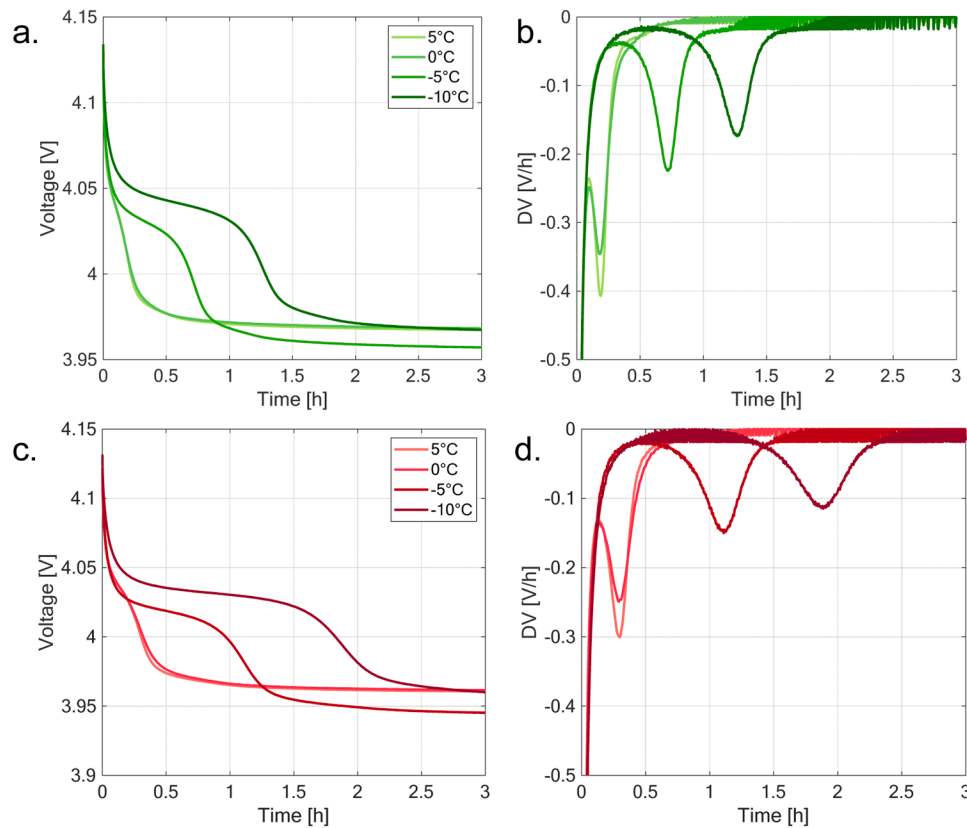 a.
4.15
4.1
4.05
4
3.95
Voltage [V]
5°C
0°C
-5°C
-10°C
0
0.5
1
1.5
2
2.5
3
Time [h]
b.
0
-0.1
-0.2
-0.3
-0.4
-0.5
DV [V/h]
0
0.5
1
1.5
2
2.5
3
Time [h]
c.
4.15
4.1
4.05
4
3.95
3.9
Voltage [V]
5°C
0°C
-5°C
-10°C
0
0.5
1
1.5
2
2.5
3
Time [h]
d.
0
-0.1
-0.2
-0.3
-0.4
-0.5
DV [V/h]
0
0.5
1
1.5
2
2.5
3
Time [h]